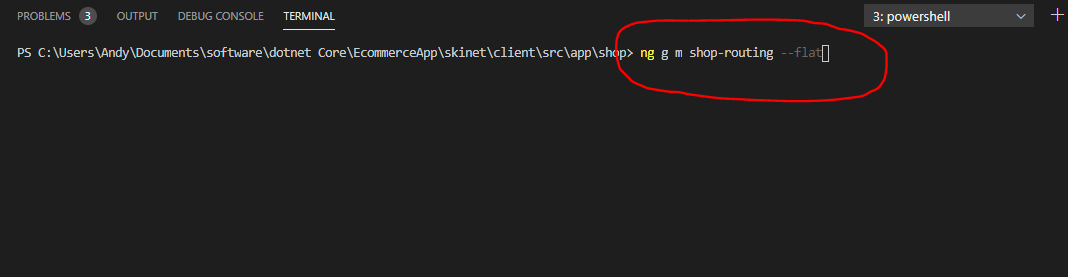 PROBLEMS 3 OUTPUT DEBUG CONSOLE TERMINAL 3: powershell
PS C:\Users\Andy\Documents\software\dotnet Core\EcommerceApp\skinet\client\src\app\shop> ng g m shop-routing --flat